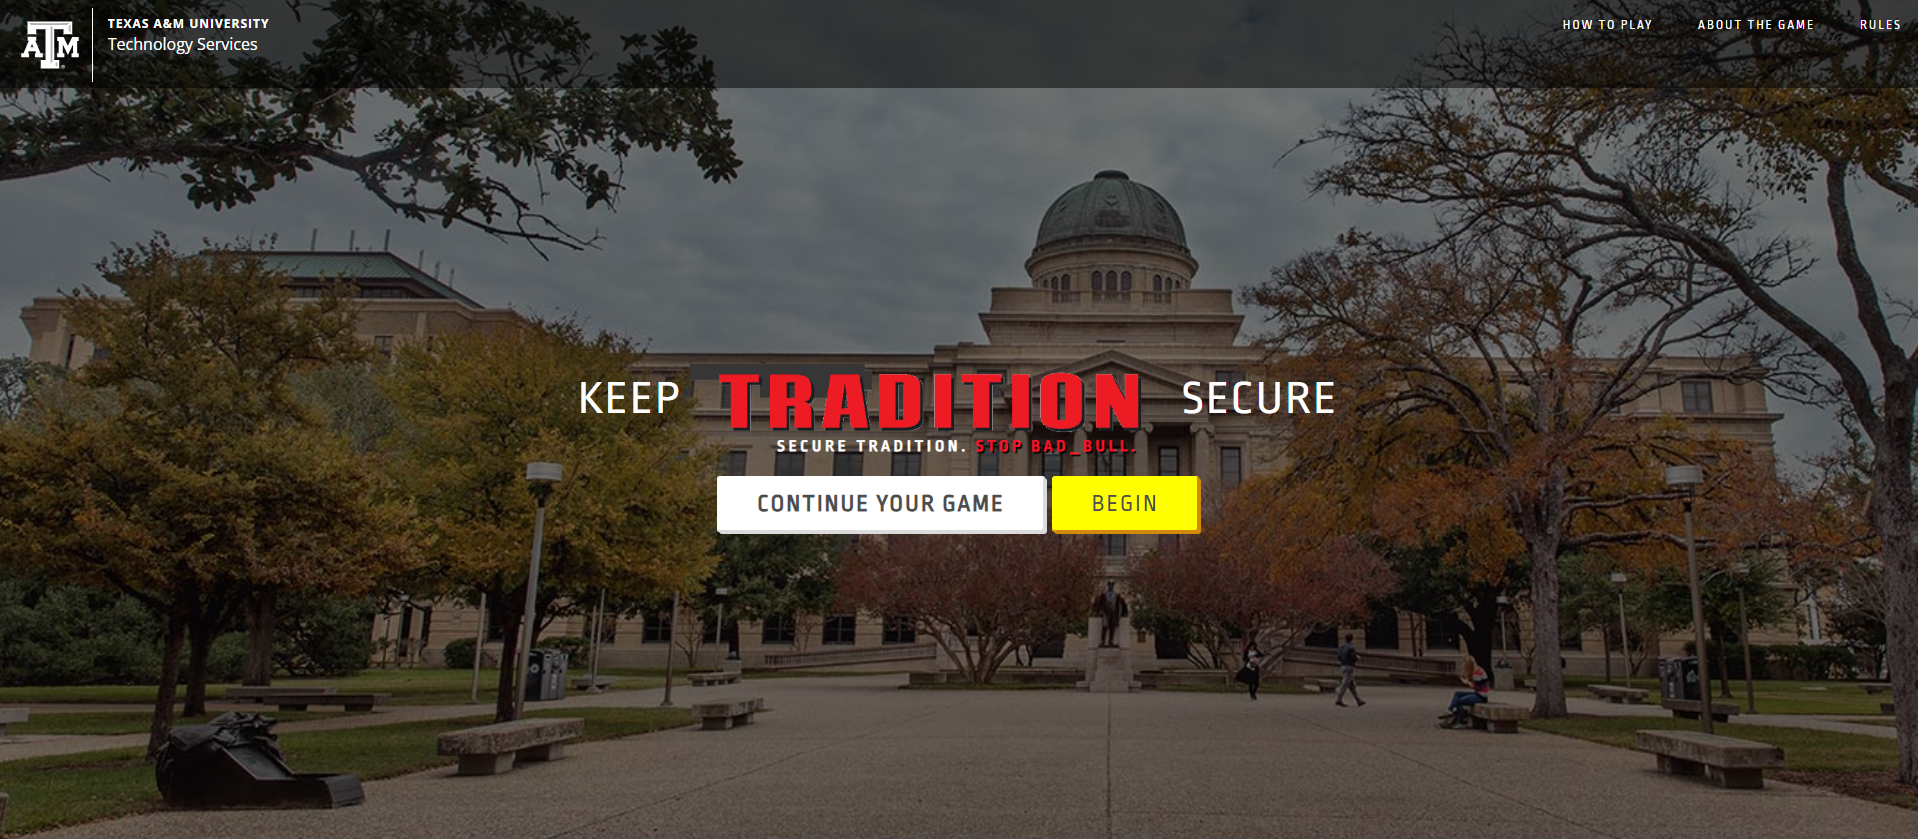 ATM
TEXAS A&M UNIVERSITY
Technology Services
HOW TO PLAY
ABOUT THE GAME
RULES
KEEP TRADITION SECURE
SECURE TRADITION. STOP BAD_BULL.
CONTINUE YOUR GAME
BEGIN